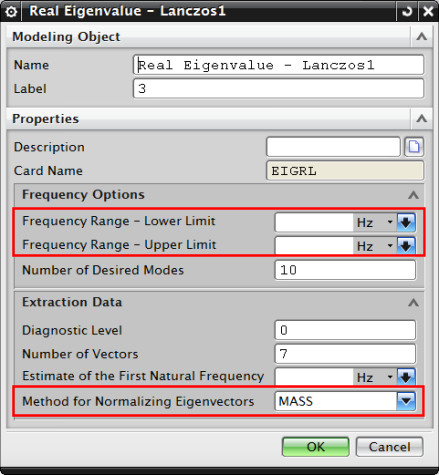 Real Eigenvalue - Lanczos1
Modeling Object
Name Real Eigenvalue - Lanczos1
Label 3
Properties
Description
Card Name EIGRL
Frequency Options
Frequency Range - Lower Limit Hz
Frequency Range - Upper Limit Hz
Number of Desired Modes 10
Extraction Data
Diagnostic Level 0
Number of Vectors 7
Estimate of the First Natural Frequency Hz
Method for Normalizing Eigenvectors MASS
OK Cancel